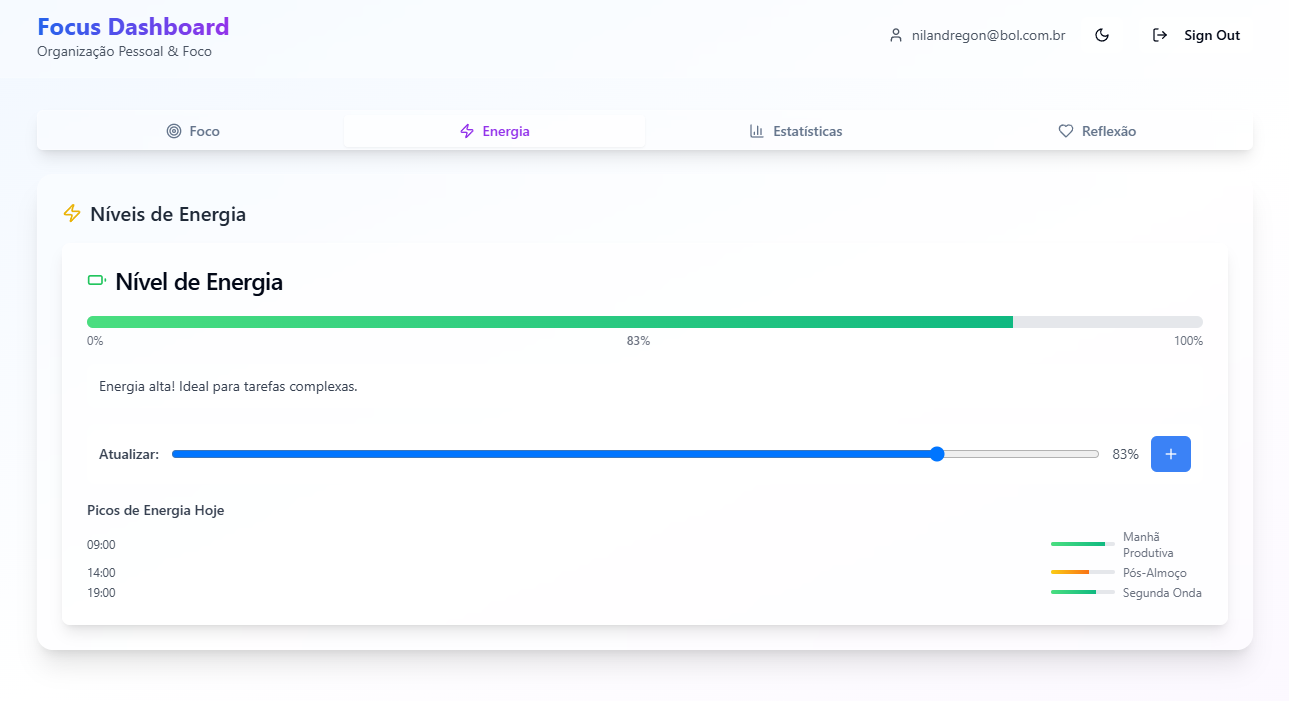 Focus Dashboard
Organização Pessoal & Foco
nilandregon@bol.com.br
Sign Out
Foco
Energia
Estatísticas
Reflexão
Níveis de Energia
Nível de Energia
0% 83% 100%
Energia alta! Ideal para tarefas complexas.
Atualizar: 83% +
Picos de Energia Hoje
09:00 Manhã
Produtiva
14:00 Pós-Almoço
19:00 Segunda Onda